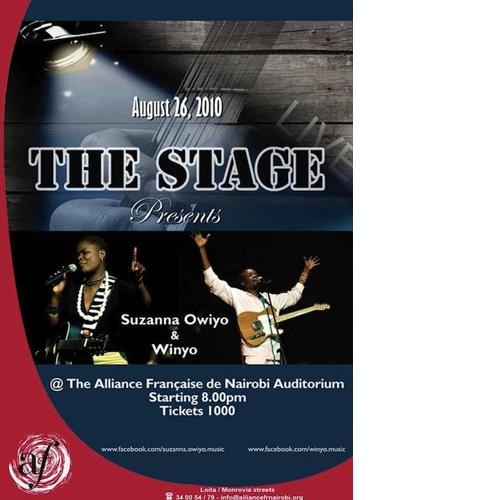 August 26, 2010
LIVE
THE STAGE
Presents
Suzanna Owiyo
&
Winyo
@ The Alliance Française de Nairobi Auditorium
Starting 8.00pm
Tickets 1000
www.facebook.com/suzanna.owiyo.music www.facebook.com/winyo.music
af
Loita / Monrovia streets
☎ 34 00 54 / 79 - info@alliancefrnairobi.org